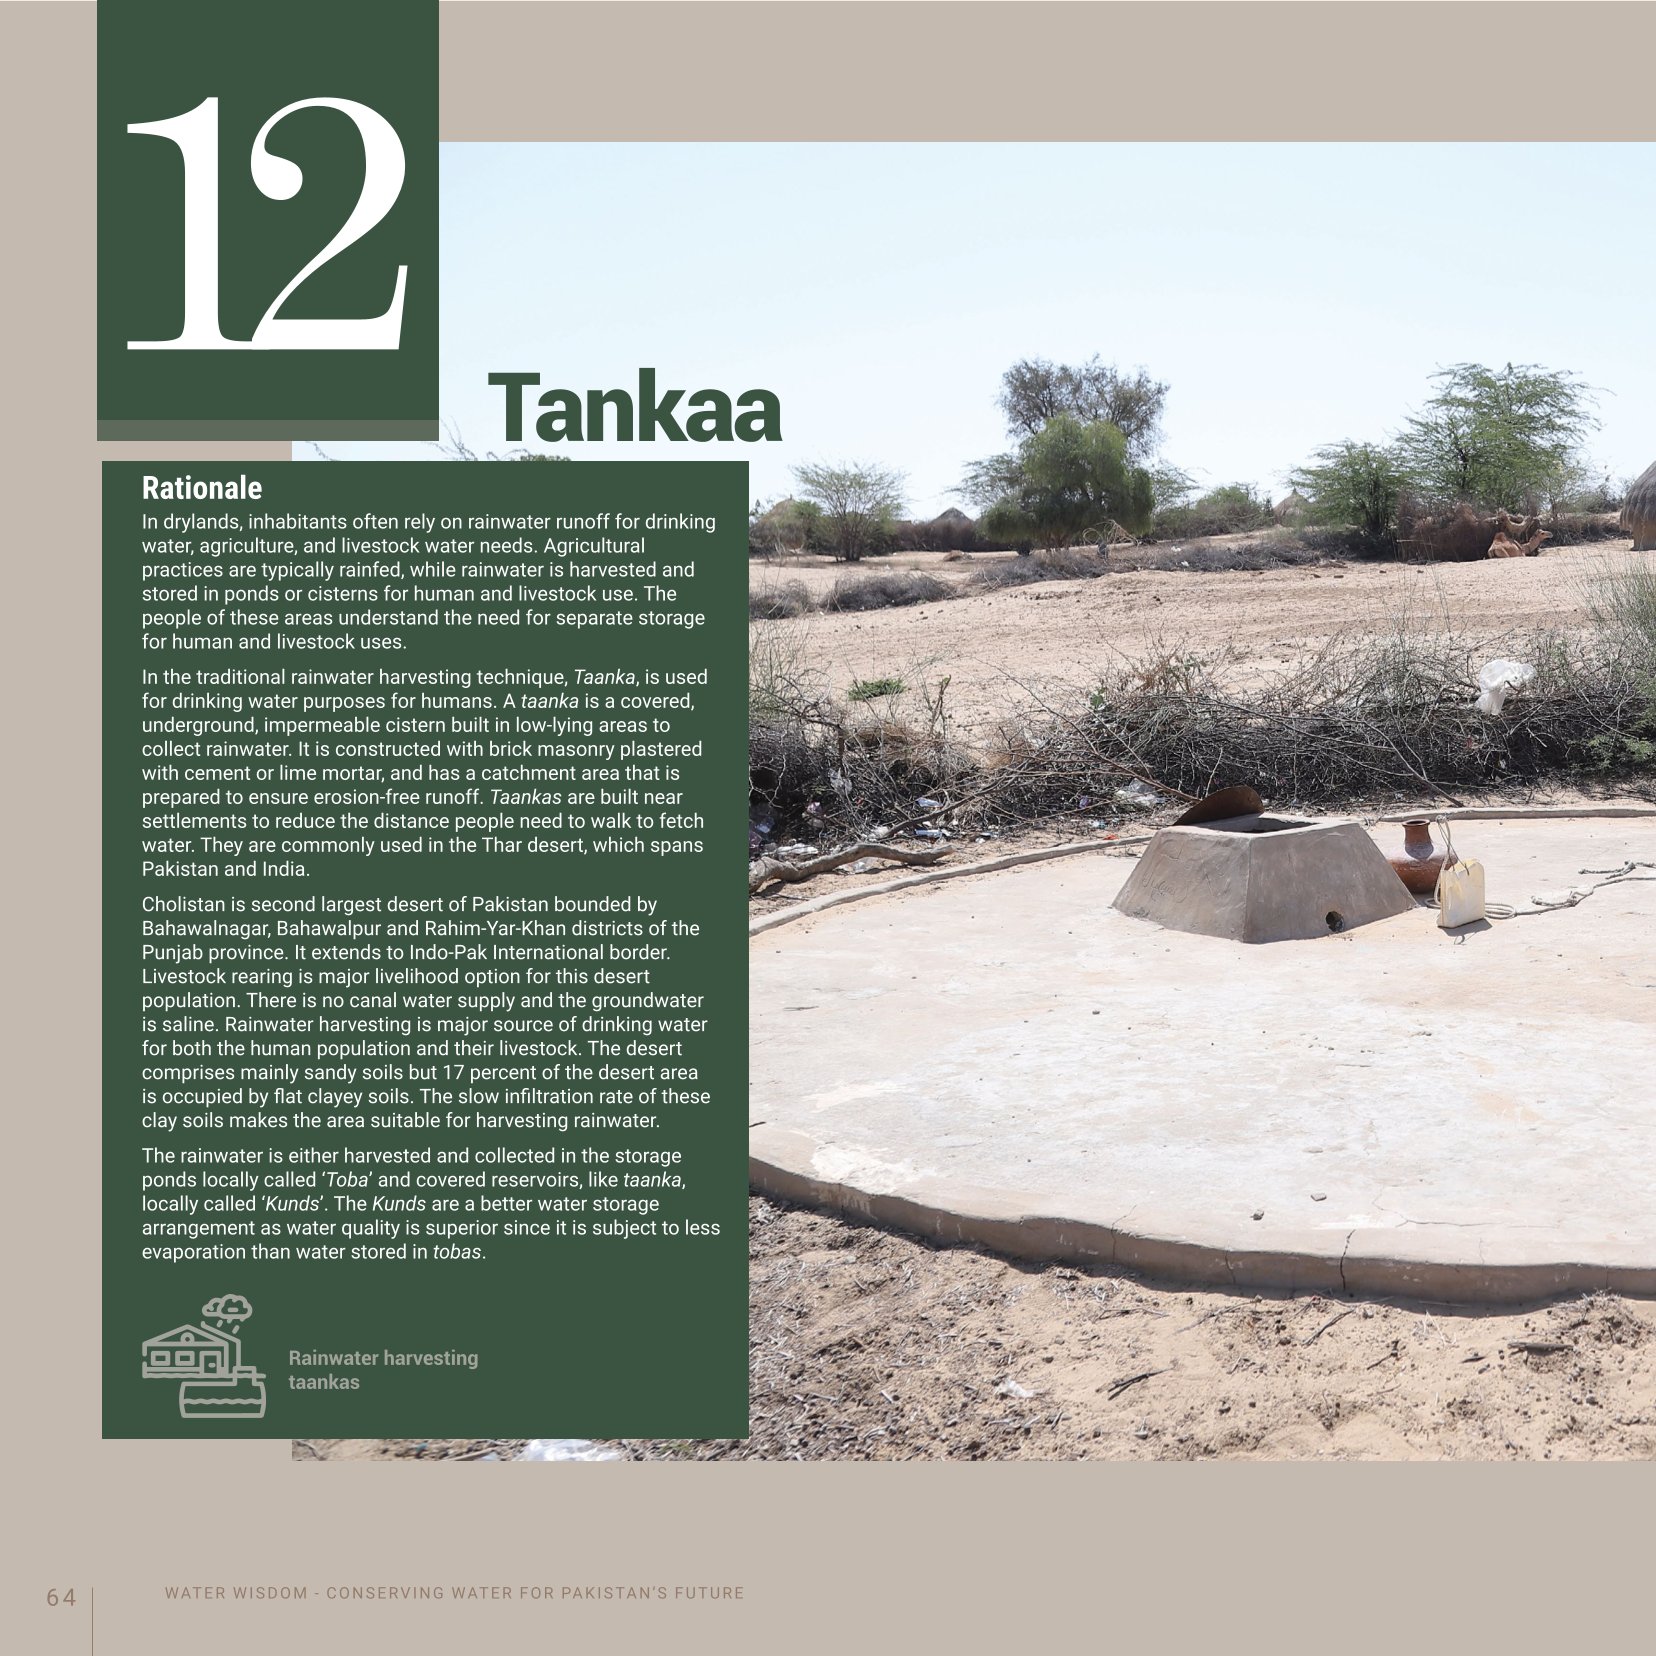 12
Tankaa
Rationale
In drylands, inhabitants often rely on rainwater runoff for drinking
water, agriculture, and livestock water needs. Agricultural
practices are typically rainfed, while rainwater is harvested and
stored in ponds or cisterns for human and livestock use. The
people of these areas understand the need for separate storage
for human and livestock uses.
In the traditional rainwater harvesting technique, Taanka, is used
for drinking water purposes for humans. A taanka is a covered,
underground, impermeable cistern built in low-lying areas to
collect rainwater. It is constructed with brick masonry plastered
with cement or lime mortar, and has a catchment area that is
prepared to ensure erosion-free runoff. Taankas are built near
settlements to reduce the distance people need to walk to fetch
water. They are commonly used in the Thar desert, which spans
Pakistan and India.
Cholistan is second largest desert of Pakistan bounded by
Bahawalnagar, Bahawalpur and Rahim-Yar-Khan districts of the
Punjab province. It extends to Indo-Pak International border.
Livestock rearing is major livelihood option for this desert
population. There is no canal water supply and the groundwater
is saline. Rainwater harvesting is major source of drinking water
for both the human population and their livestock. The desert
comprises mainly sandy soils but 17 percent of the desert area
is occupied by flat clayey soils. The slow infiltration rate of these
clay soils makes the area suitable for harvesting rainwater.
The rainwater is either harvested and collected in the storage
ponds locally called ‘Toba’ and covered reservoirs, like taanka,
locally called ‘Kunds’. The Kunds are a better water storage
arrangement as water quality is superior since it is subject to less
evaporation than water stored in tobas.
Rainwater harvesting
taankas
64
WATER WISDOM - CONSERVING WATER FOR PAKISTAN’S FUTURE